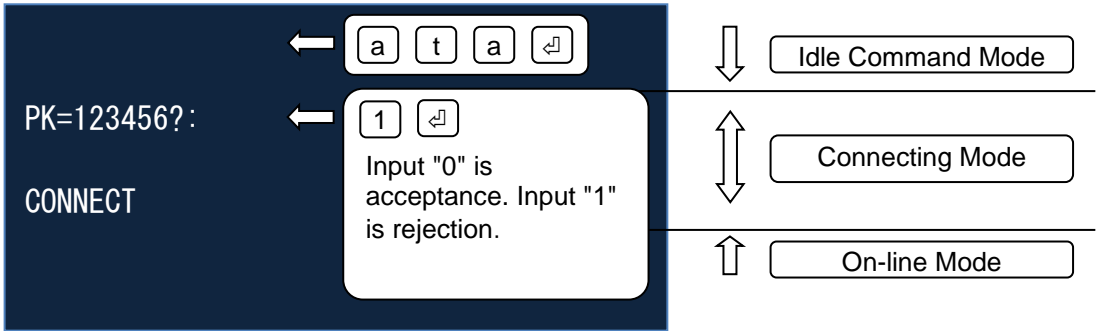 a t a ⏎
Idle Command Mode
PK=123456?:
1 ⏎
Input "0" is
acceptance. Input "1"
is rejection.
Connecting Mode
CONNECT
On-line Mode